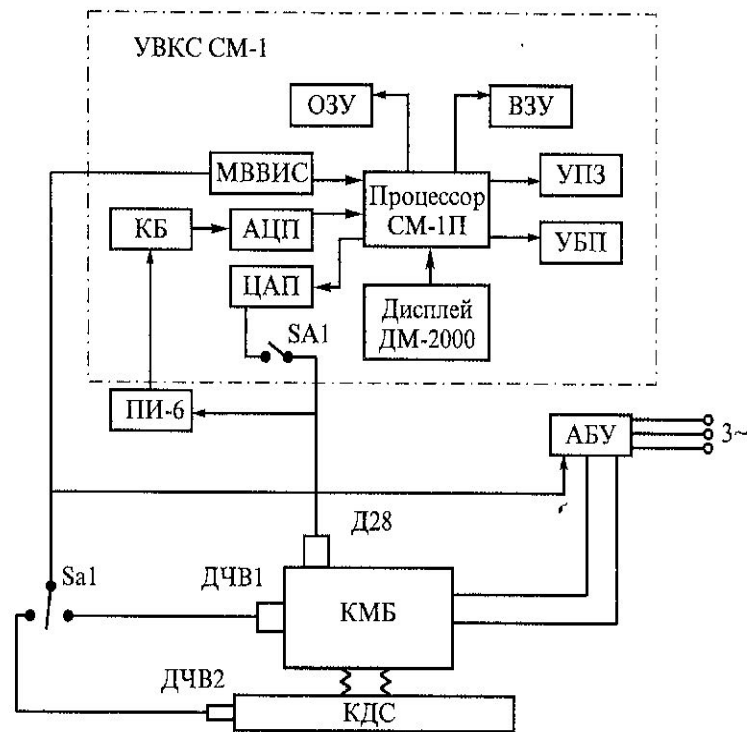 УВКС СМ-1
ОЗУ
ВЗУ
МВВИС
Процессор
СМ-1П
УПЗ
КБ
АЦП
УБП
ЦАП
Дисплей
ДМ-2000
SA1
ПИ-6
АБУ
3~
Д28
Sa1
ДЧВ1
КМБ
ДЧВ2
КДС